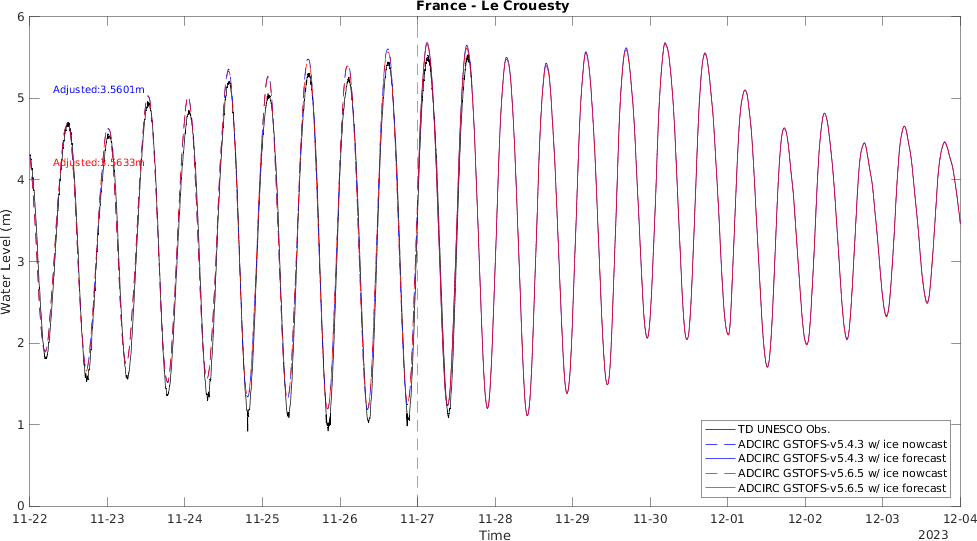 France - Le Crouesty
6
5
4
3
2
1
0
Water Level (m)
Adjusted:3.5601m
Adjusted:3.5633m
TD UNESCO Obs.
ADCIRC GSTOFS-v5.4.3 w/ ice nowcast
ADCIRC GSTOFS-v5.4.3 w/ ice forecast
ADCIRC GSTOFS-v5.6.5 w/ ice nowcast
ADCIRC GSTOFS-v5.6.5 w/ ice forecast
11-22 11-23 11-24 11-25 11-26 11-27 11-28 11-29 11-30 12-01 12-02 12-03 12-04
Time
2023